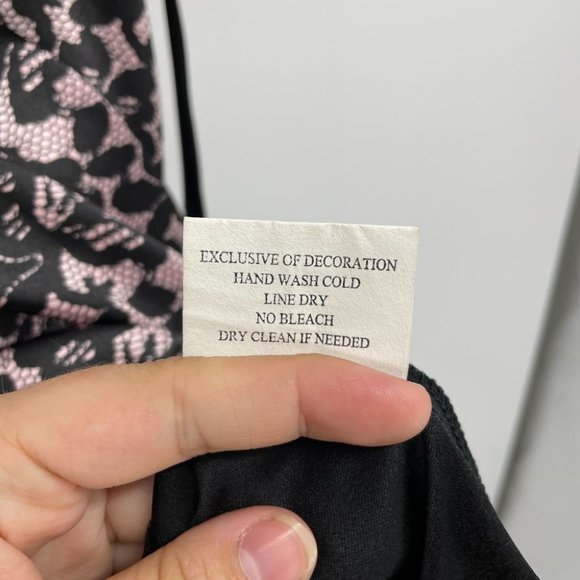 EXCLUSIVE OF DECORATION
HAND WASH COLD
LINE DRY
NO BLEACH
DRY CLEAN IF NEEDED